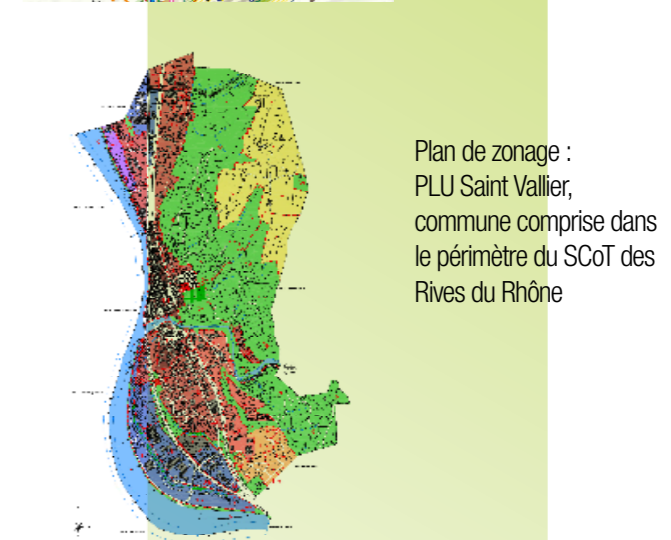 Plan de zonage :
PLU Saint Vallier,
commune comprise dans
le périmètre du SCoT des
Rives du Rhône